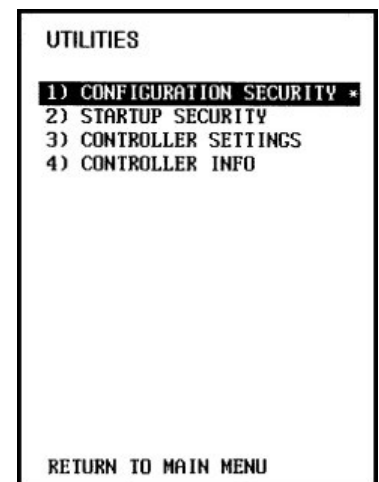 UTILITIES
1) CONFIGURATION SECURITY *
2) STARTUP SECURITY
3) CONTROLLER SETTINGS
4) CONTROLLER INFO
RETURN TO MAIN MENU